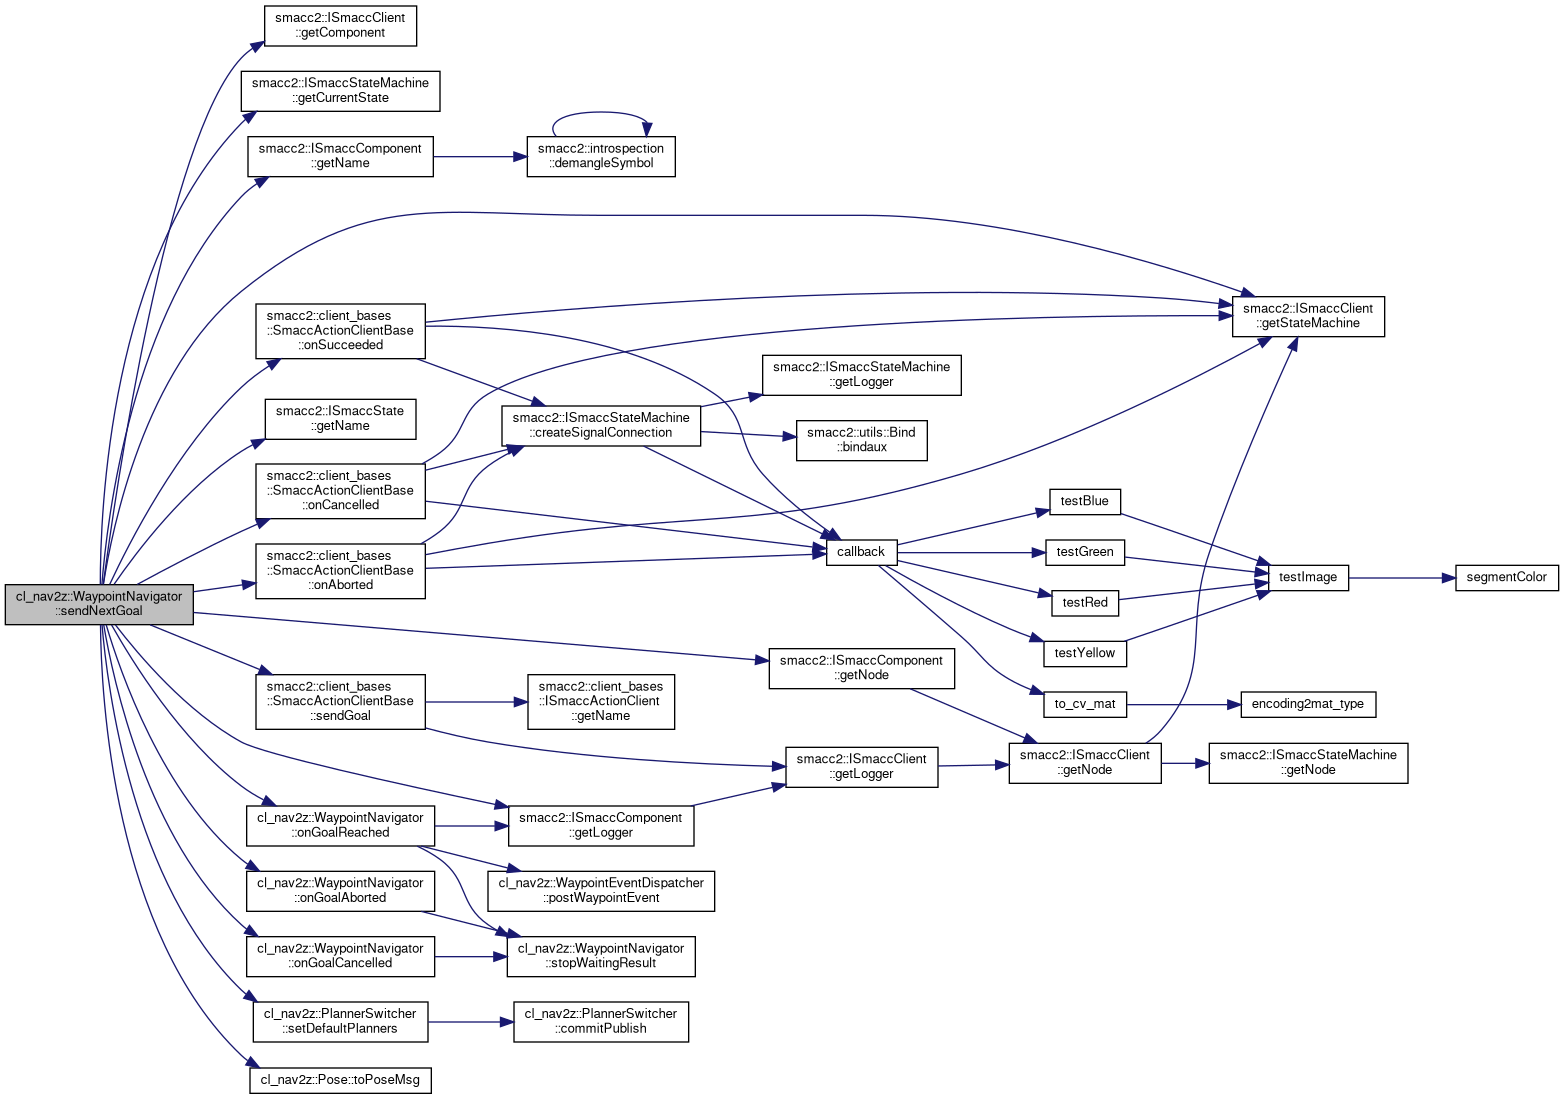 smacc2::ISmaccClient
::getComponent
smacc2::ISmaccStateMachine
::getCurrentState
smacc2::ISmaccComponent
::getName
smacc2::introspection
::demangleSymbol
smacc2::client_bases
::SmaccActionClientBase
::onSucceeded
smacc2::ISmaccClient
::getStateMachine
smacc2::ISmaccStateMachine
::getLogger
smacc2::ISmaccState
::getName
smacc2::ISmaccStateMachine
::createSignalConnection
smacc2::utils::Bind
::bindaux
smacc2::client_bases
::SmaccActionClientBase
::onCancelled
testBlue
callback
testGreen
smacc2::client_bases
::SmaccActionClientBase
::onAborted
testImage
segmentColor
cl_nav2z::WaypointNavigator
::sendNextGoal
testRed
testYellow
smacc2::ISmaccComponent
::getNode
smacc2::client_bases
::SmaccActionClientBase
::sendGoal
smacc2::client_bases
::ISmaccActionClient
::getName
to_cv_mat
encoding2mat_type
smacc2::ISmaccClient
::getLogger
smacc2::ISmaccClient
::getNode
smacc2::ISmaccStateMachine
::getNode
cl_nav2z::WaypointNavigator
::onGoalReached
smacc2::ISmaccComponent
::getLogger
cl_nav2z::WaypointNavigator
::onGoalAborted
cl_nav2z::WaypointEventDispatcher
::postWaypointEvent
cl_nav2z::WaypointNavigator
::onGoalCancelled
cl_nav2z::WaypointNavigator
::stopWaitingResult
cl_nav2z::PlannerSwitcher
::setDefaultPlanners
cl_nav2z::PlannerSwitcher
::commitPublish
cl_nav2z::Pose::toPoseMsg